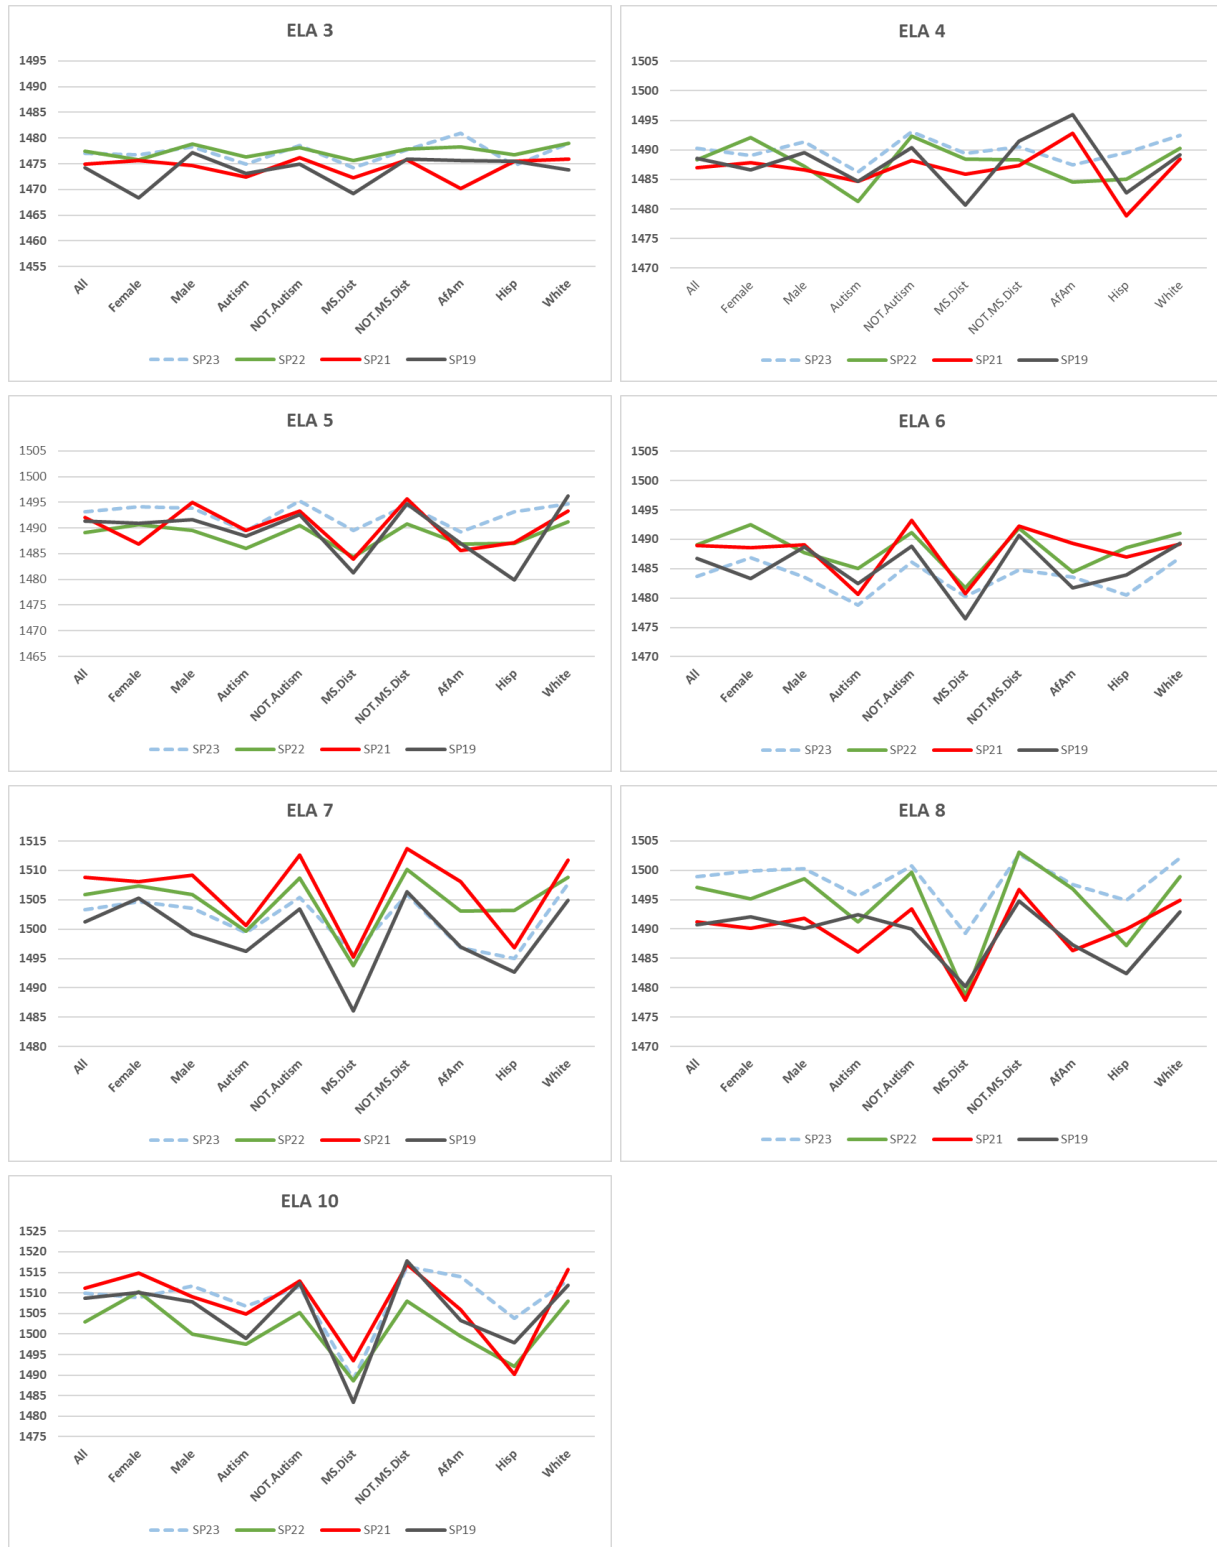 ELA 3
1495
1490
1485
1480
1475
1470
1465
1460
1455
All Female Male Autism NOT.Autism MS.Dist NOT.MS.Dist AfAm Hisp White
SP23 SP22 SP21 SP19
ELA 4
1505
1500
1495
1490
1485
1480
1475
1470
All Female Male Autism NOT.Autism MS.Dist NOT.MS.Dist AfAm Hisp White
SP23 SP22 SP21 SP19
ELA 5
1505
1500
1495
1490
1485
1480
1475
1470
1465
All Female Male Autism NOT.Autism MS.Dist NOT.MS.Dist AfAm Hisp White
SP23 SP22 SP21 SP19
ELA 6
1505
1500
1495
1490
1485
1480
1475
1470
All Female Male Autism NOT.Autism MS.Dist NOT.MS.Dist AfAm Hisp White
SP23 SP22 SP21 SP19
ELA 7
1515
1510
1505
1500
1495
1490
1485
1480
All Female Male Autism NOT.Autism MS.Dist NOT.MS.Dist AfAm Hisp White
SP23 SP22 SP21 SP19
ELA 8
1505
1500
1495
1490
1485
1480
1475
1470
All Female Male Autism NOT.Autism MS.Dist NOT.MS.Dist AfAm Hisp White
SP23 SP22 SP21 SP19
ELA 10
1525
1520
1515
1510
1505
1500
1495
1490
1485
1480
1475
All Female Male Autism NOT.Autism MS.Dist NOT.MS.Dist AfAm Hisp White
SP23 SP22 SP21 SP19